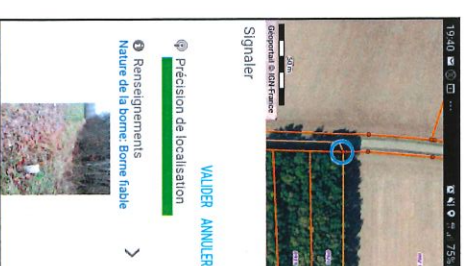 19:40 ... 75%
50 m
Géoportail © IGN-France
Signaler
VALIDER ANNULER
Précision de localisation
Renseignements
Nature de la borne: Borne fiable